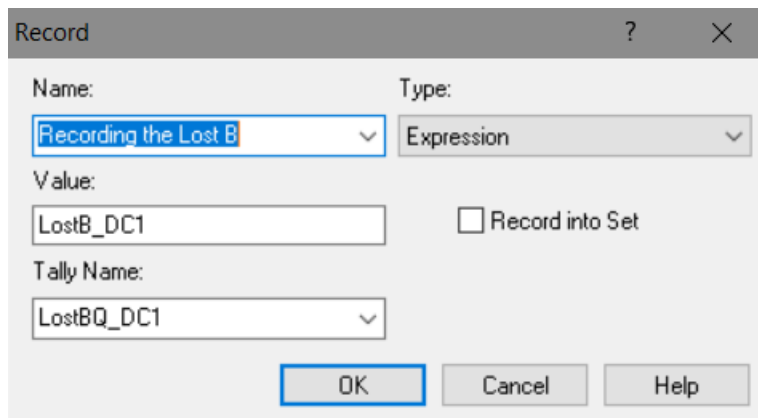 Record ?
Name: Type:
Recording the Lost B Expression
Value:
LostB_DC1 Record into Set
Tally Name:
LostBQ_DC1
OK Cancel Help